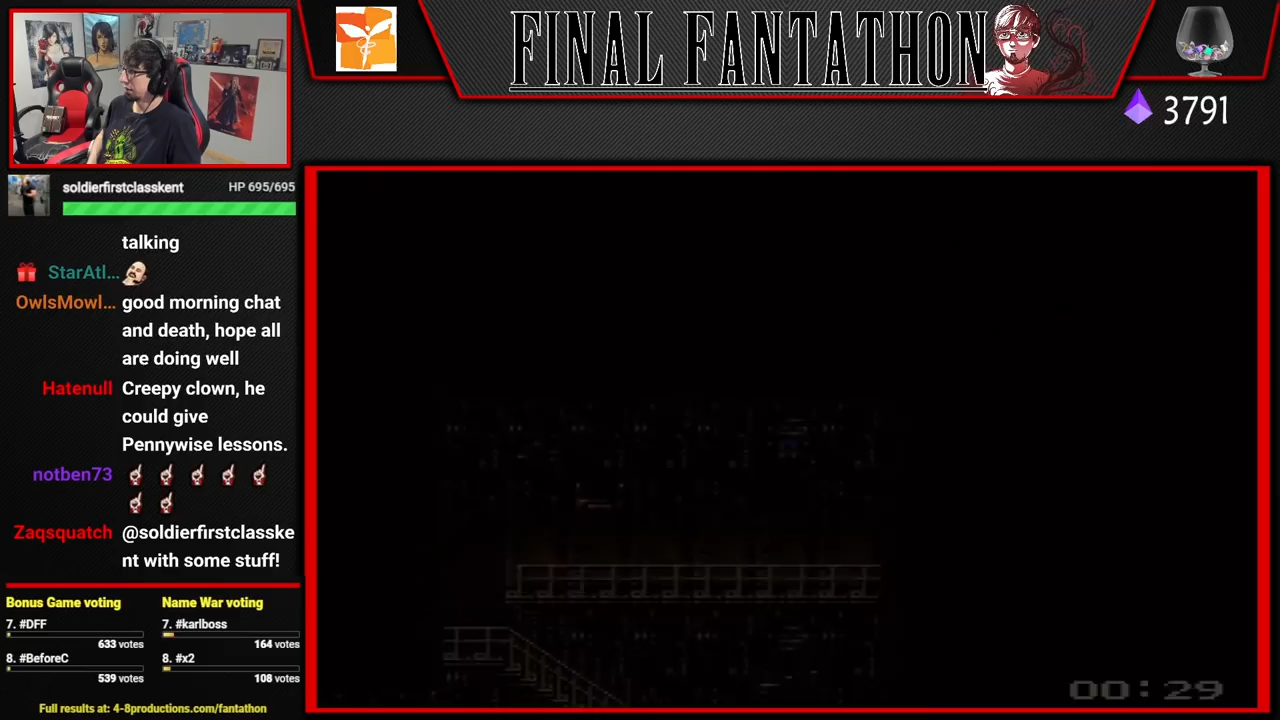 FINAL FANTATHON
3791
soldierfirstclasskent HP 695/695
talking
StarAtl...
OwlsMowl... good morning chat
and death, hope all
are doing well
Hatenull Creepy clown, he
could give
Pennywise lessons.
notben73
Zaqsquatch @soldierfirstclasske
nt with some stuff!
Bonus Game voting
7. #DFF
633 votes
8. #BeforeC
539 votes
Name War voting
7. #karlboss
164 votes
8. #x2
108 votes
Full results at: 4-8productions.com/fantathon
00:29